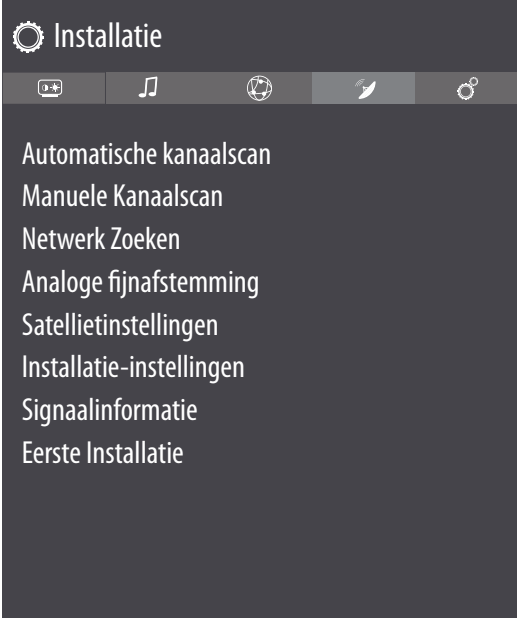 Installatie
Automatische kanaalscan
Manuele Kanaalscan
Netwerk Zoeken
Analoge fijnafstemming
Satellietinstellingen
Installatie-instellingen
Signaalinformatie
Eerste Installatie